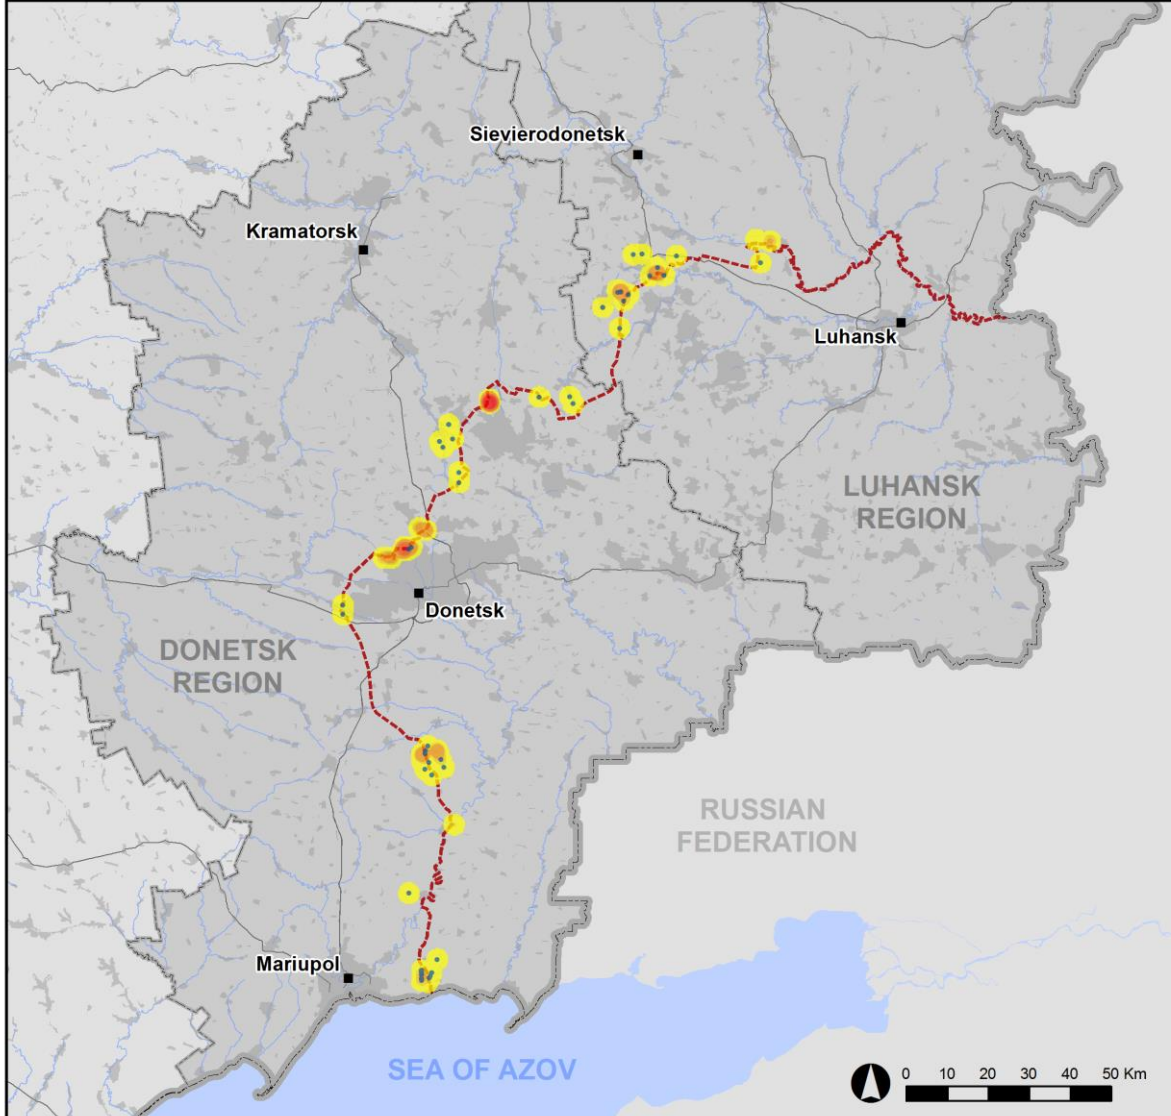 Sievierodonetsk
Kramatorsk
Luhansk
LUHANSK
REGION
Donetsk
DONETSK
REGION
RUSSIAN
FEDERATION
Mariupol
SEA OF AZOV
0 10 20 30 40 50 Km